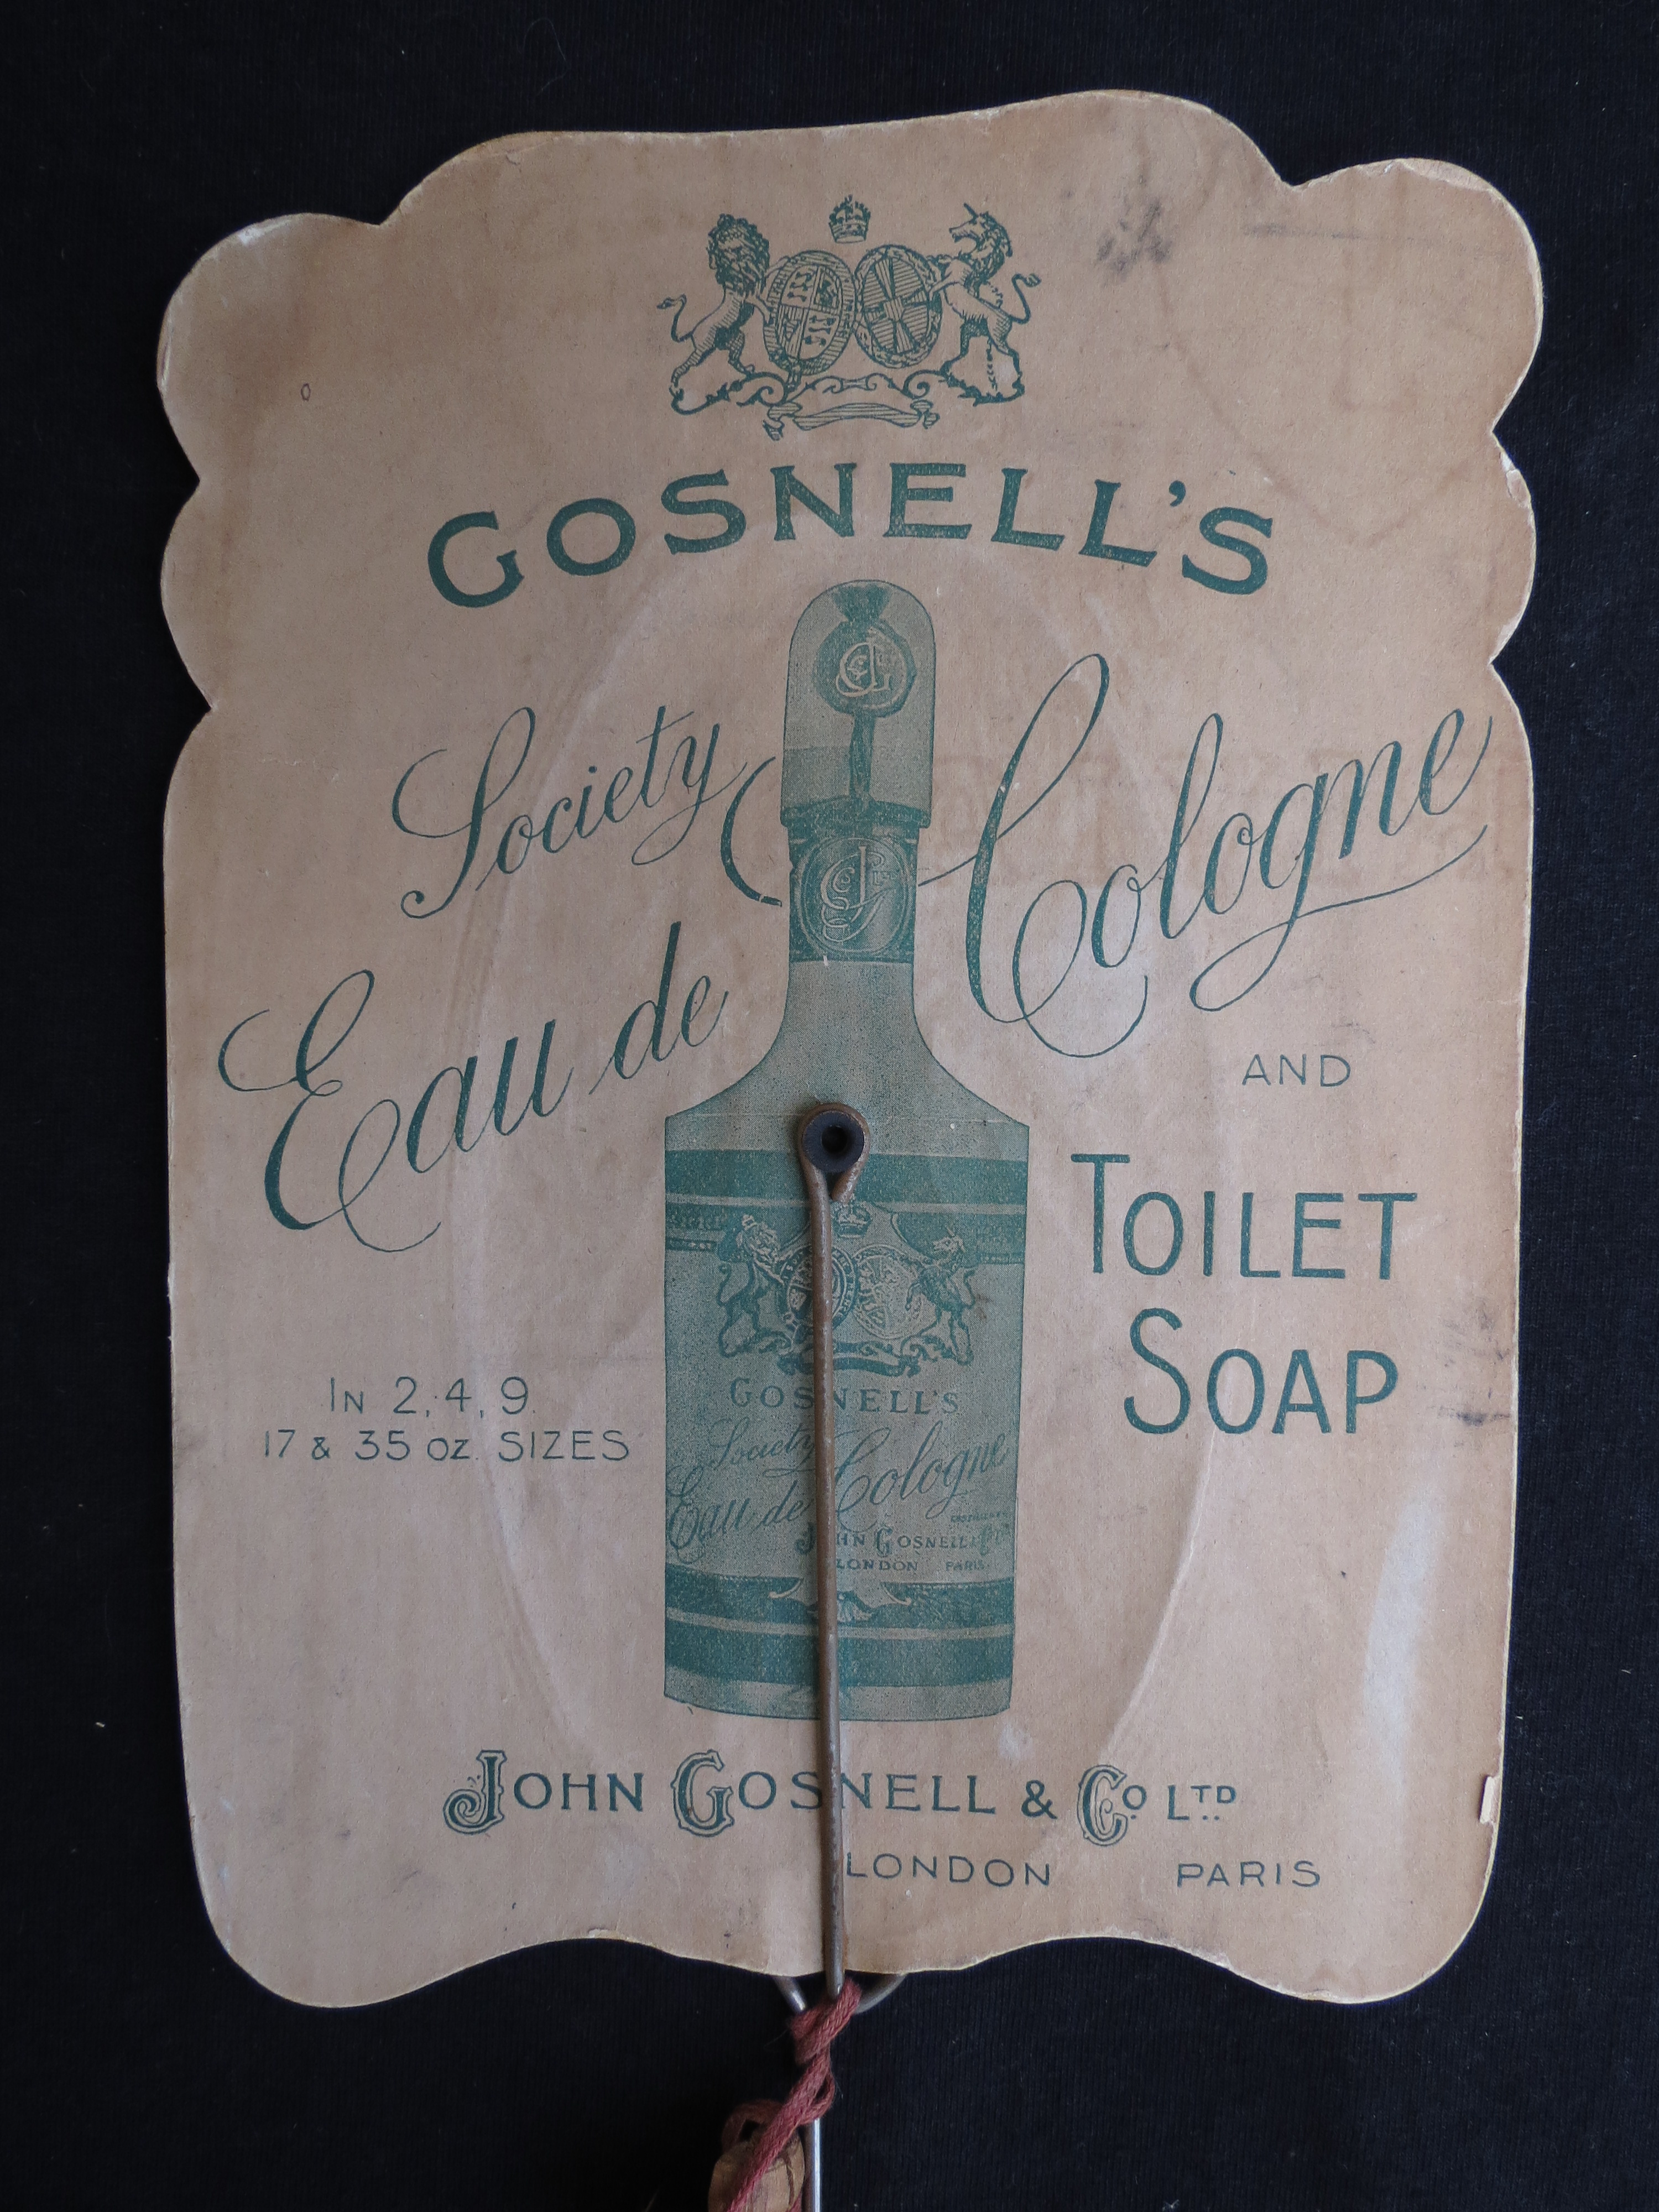 GOSNELL'S
Society
Eau de Cologne
AND
TOILET
SOAP
IN 2, 4, 9.
17 & 35 oz. SIZES
GOSNELL'S
Society
Eau de Cologne
JOHN GOSNELL & Co Ltd
LONDON PARIS
JOHN GOSNELL & Co LTD
LONDON PARIS